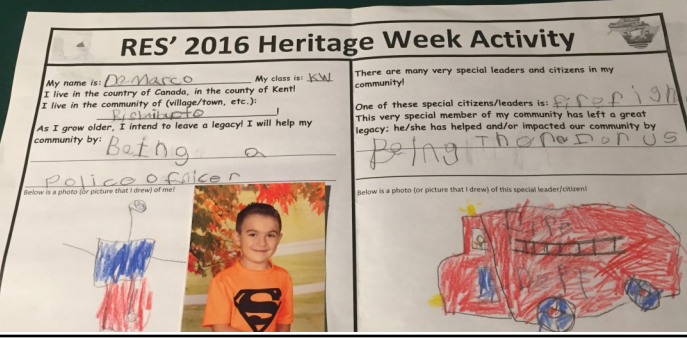 RES' 2016 Heritage Week Activity
My name is: DeMarco My class is: KW
I live in the country of Canada, in the county of Kent!
I live in the community of (village/town, etc.):
Richibucto !
As I grow older, I intend to leave a legacy! I will help my
community by: Being a
Police officer
Below is a photo (or picture that I drew) of me!
There are many very special leaders and citizens in my
community!
One of these special citizens/leaders is:
This very special member of my community has left a great
legacy; he/she has helped and/or impacted our community by
Being
Below is a photo (or picture that I drew) of this special leader/citizen!
Fire
Dept